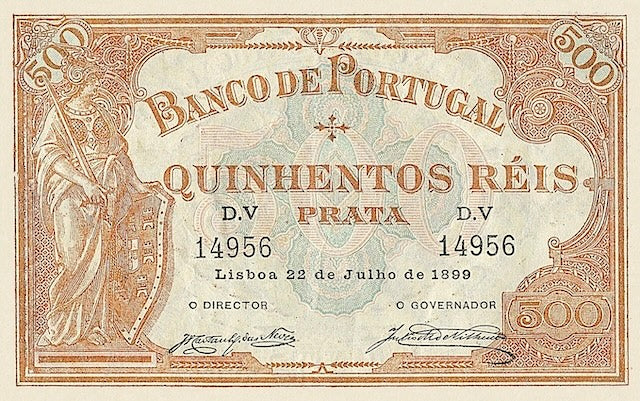 500
500
BANCO DE PORTUGAL
500
QUINHENTOS RÉIS
D.V PRATA D.V
14956 14956
Lisboa 22 de Julho de 1899
O DIRECTOR O GOVERNADOR
500